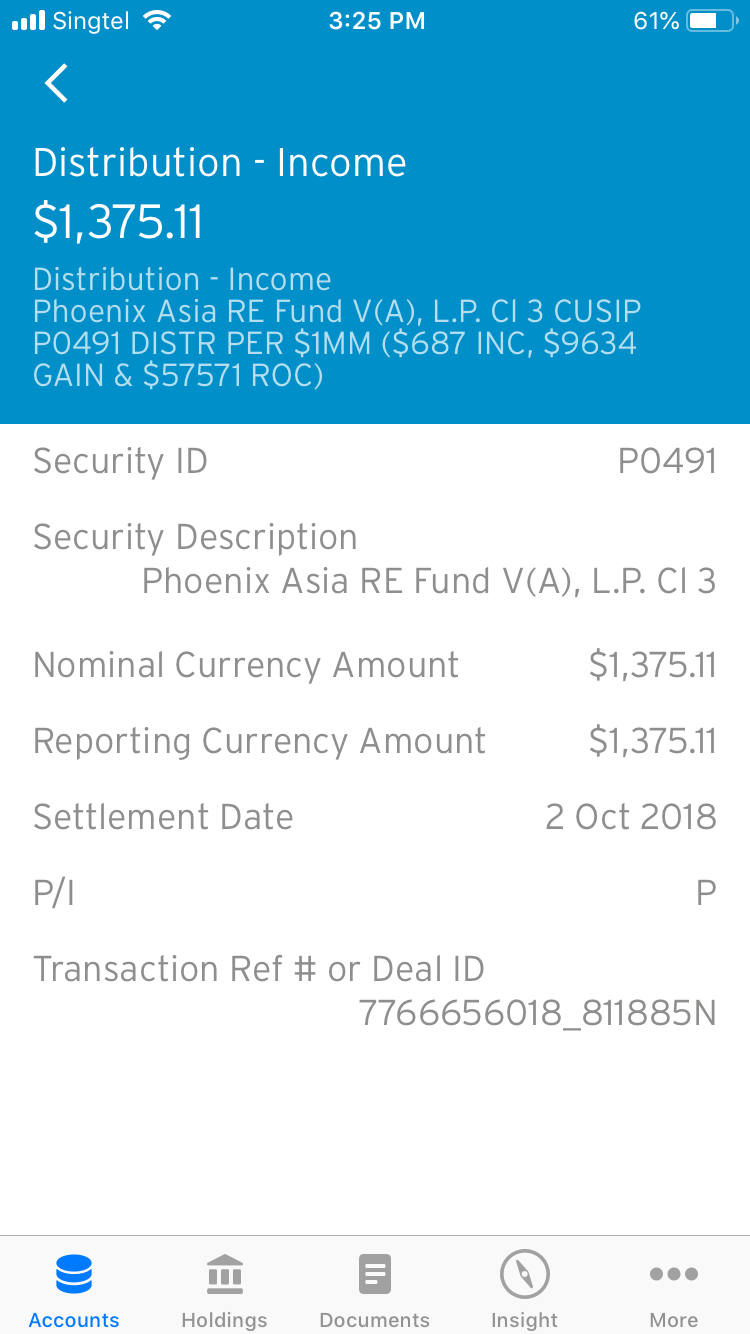 Singtel 3:25 PM 61%
Distribution - Income
$1,375.11
Distribution - Income
Phoenix Asia RE Fund V(A), L.P. Cl 3 CUSIP
P0491 DISTR PER $1MM ($687 INC, $9634
GAIN & $57571 ROC)
Security ID P0491
Security Description
Phoenix Asia RE Fund V(A), L.P. Cl 3
Nominal Currency Amount $1,375.11
Reporting Currency Amount $1,375.11
Settlement Date 2 Oct 2018
P/I P
Transaction Ref # or Deal ID
7766656018_811885N
Accounts Holdings Documents Insight More